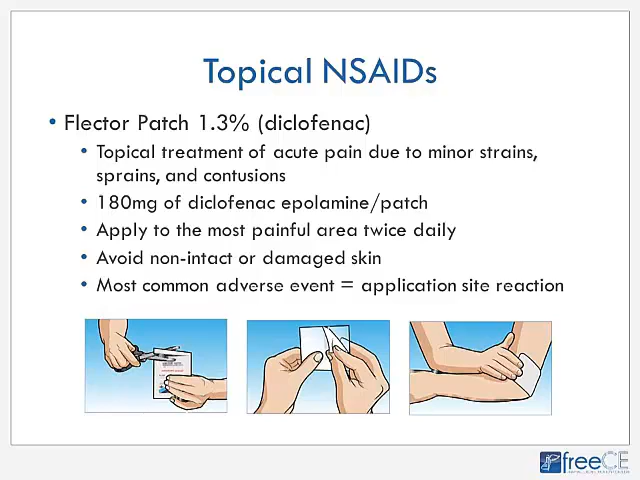 Topical NSAIDs
• Flector Patch 1.3% (diclofenac)
• Topical treatment of acute pain due to minor strains,
sprains, and contusions
• 180mg of diclofenac epolamine/patch
• Apply to the most painful area twice daily
• Avoid non-intact or damaged skin
• Most common adverse event = application site reaction
freeCE